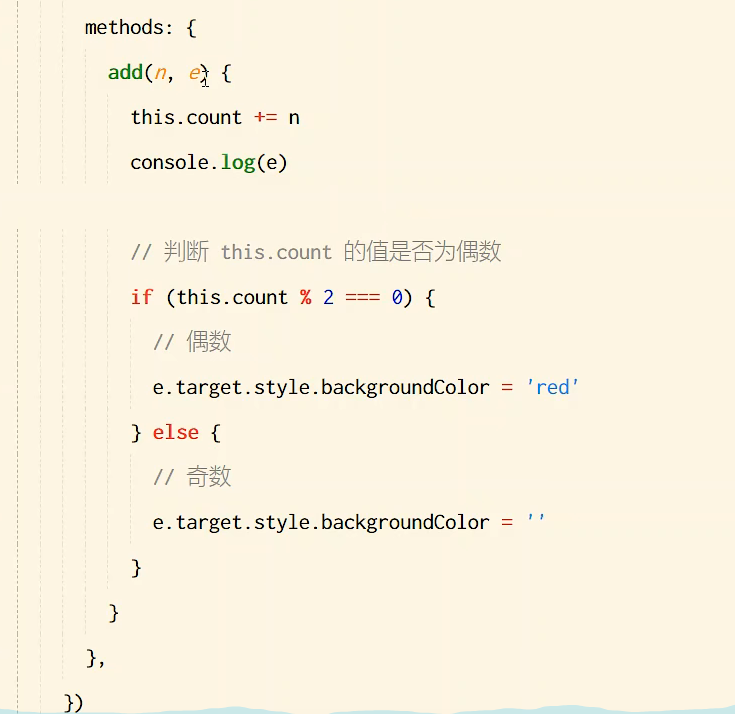 methods: {
add(n, e) {
this.count += n
console.log(e)
// 判断 this.count 的值是否为偶数
if (this.count % 2 === 0) {
// 偶数
e.target.style.backgroundColor = 'red'
} else {
// 奇数
e.target.style.backgroundColor = ''
}
}
},
})